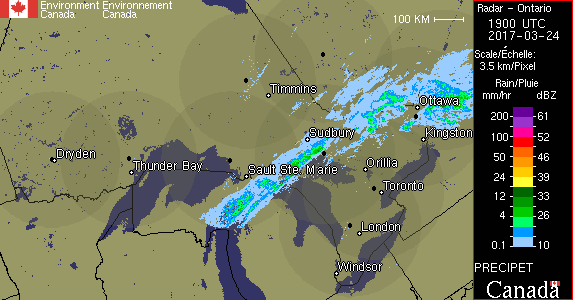 Environment Environnement
Canada Canada
100 KM
Timmins
Ottawa
Sudbury
Kingston
Dryden
Thunder Bay
Sault Ste. Marie
Orillia
Toronto
London
Windsor
Radar - Ontario
1900 UTC
2017-03-24
Scale/Échelle:
3.5 km/Pixel
Rain/Pluie
mm/hr dBZ
200 61
100 52
50 46
24 39
12 33
4 26
0.1 10
PRECIPET
Canada